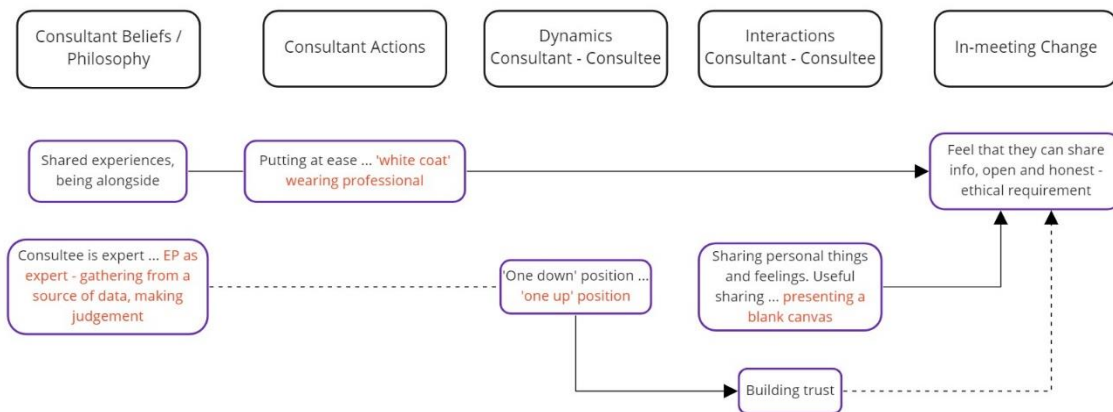 Consultant Beliefs /
Philosophy
Consultant Actions
Dynamics
Consultant - Consultee
Interactions
Consultant - Consultee
In-meeting Change
Shared experiences,
being alongside
Putting at ease ... 'white coat'
wearing professional
Feel that they can share
info, open and honest -
ethical requirement
Consultee is expert ... EP as
expert - gathering from a
source of data, making
judgement
'One down' position ...
'one up' position
Sharing personal things
and feelings. Useful
sharing ... presenting a
blank canvas
Building trust